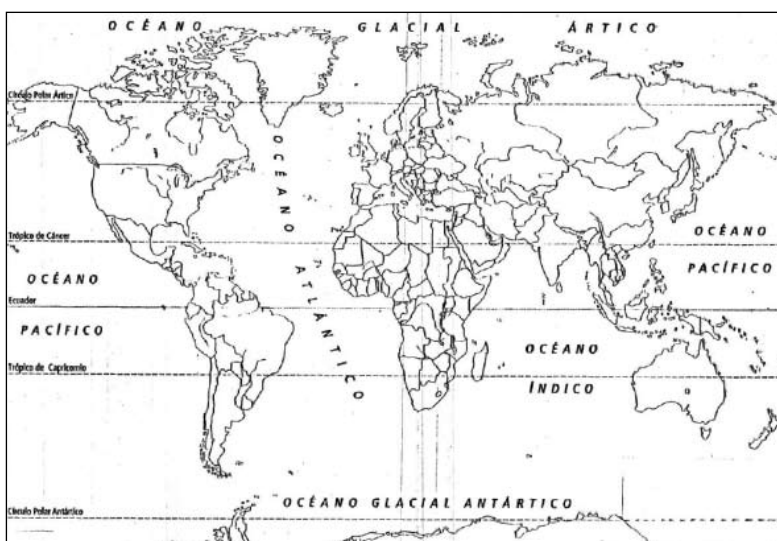 OCÉANO GLACIAL ÁRTICO
Círculo Polar Ártico
OCÉANO ATLÁNTICO
Trópico de Cáncer
OCÉANO PACÍFICO
OCÉANO PACÍFICO
Ecuador
OCÉANO ÍNDICO
Trópico de Capricornio
OCÉANO GLACIAL ANTÁRTICO
Círculo Polar Antártico